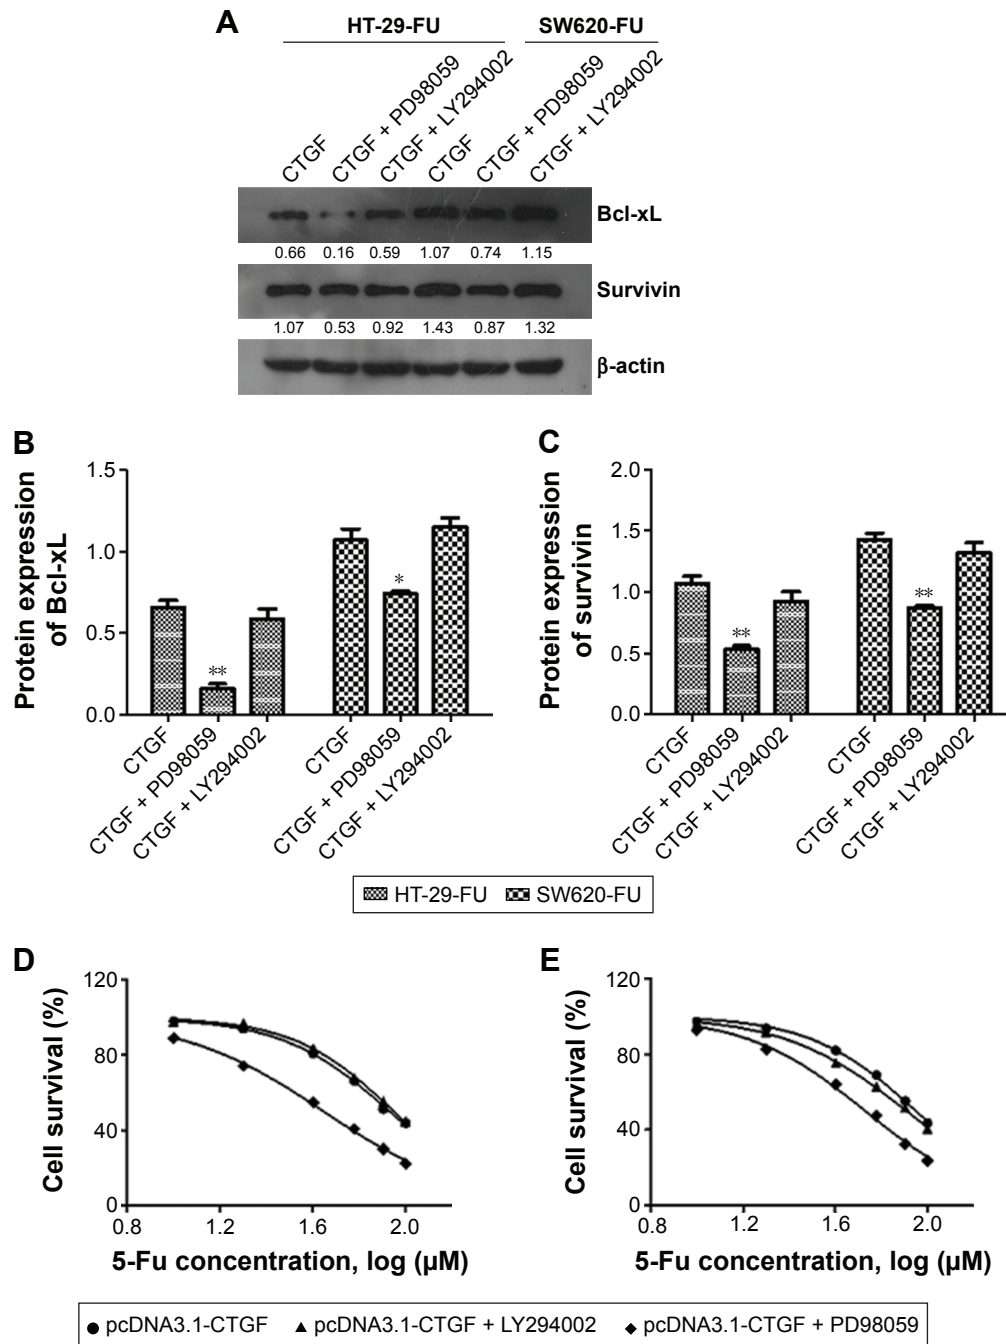 A
HT-29-FU SW620-FU
CTGF
CTGF + PD98059
CTGF + LY294002
CTGF
CTGF + PD98059
CTGF + LY294002
Bcl-xL
0.66 0.16 0.59 1.07 0.74 1.15
Survivin
1.07 0.53 0.92 1.43 0.87 1.32
β-actin
B
Protein expression
of Bcl-xL
1.5
1.0
0.5
0.0
**
*
CTGF
CTGF + PD98059
CTGF + LY294002
CTGF
CTGF + PD98059
CTGF + LY294002
C
Protein expression
of survivin
2.0
1.5
1.0
0.5
0.0
**
**
CTGF
CTGF + PD98059
CTGF + LY294002
CTGF
CTGF + PD98059
CTGF + LY294002
HT-29-FU SW620-FU
D
Cell survival (%)
120
80
40
0
0.8 1.2 1.6 2.0
5-Fu concentration, log (μM)
E
Cell survival (%)
120
80
40
0
0.8 1.2 1.6 2.0
5-Fu concentration, log (μM)
pcDNA3.1-CTGF pcDNA3.1-CTGF + LY294002 pcDNA3.1-CTGF + PD98059